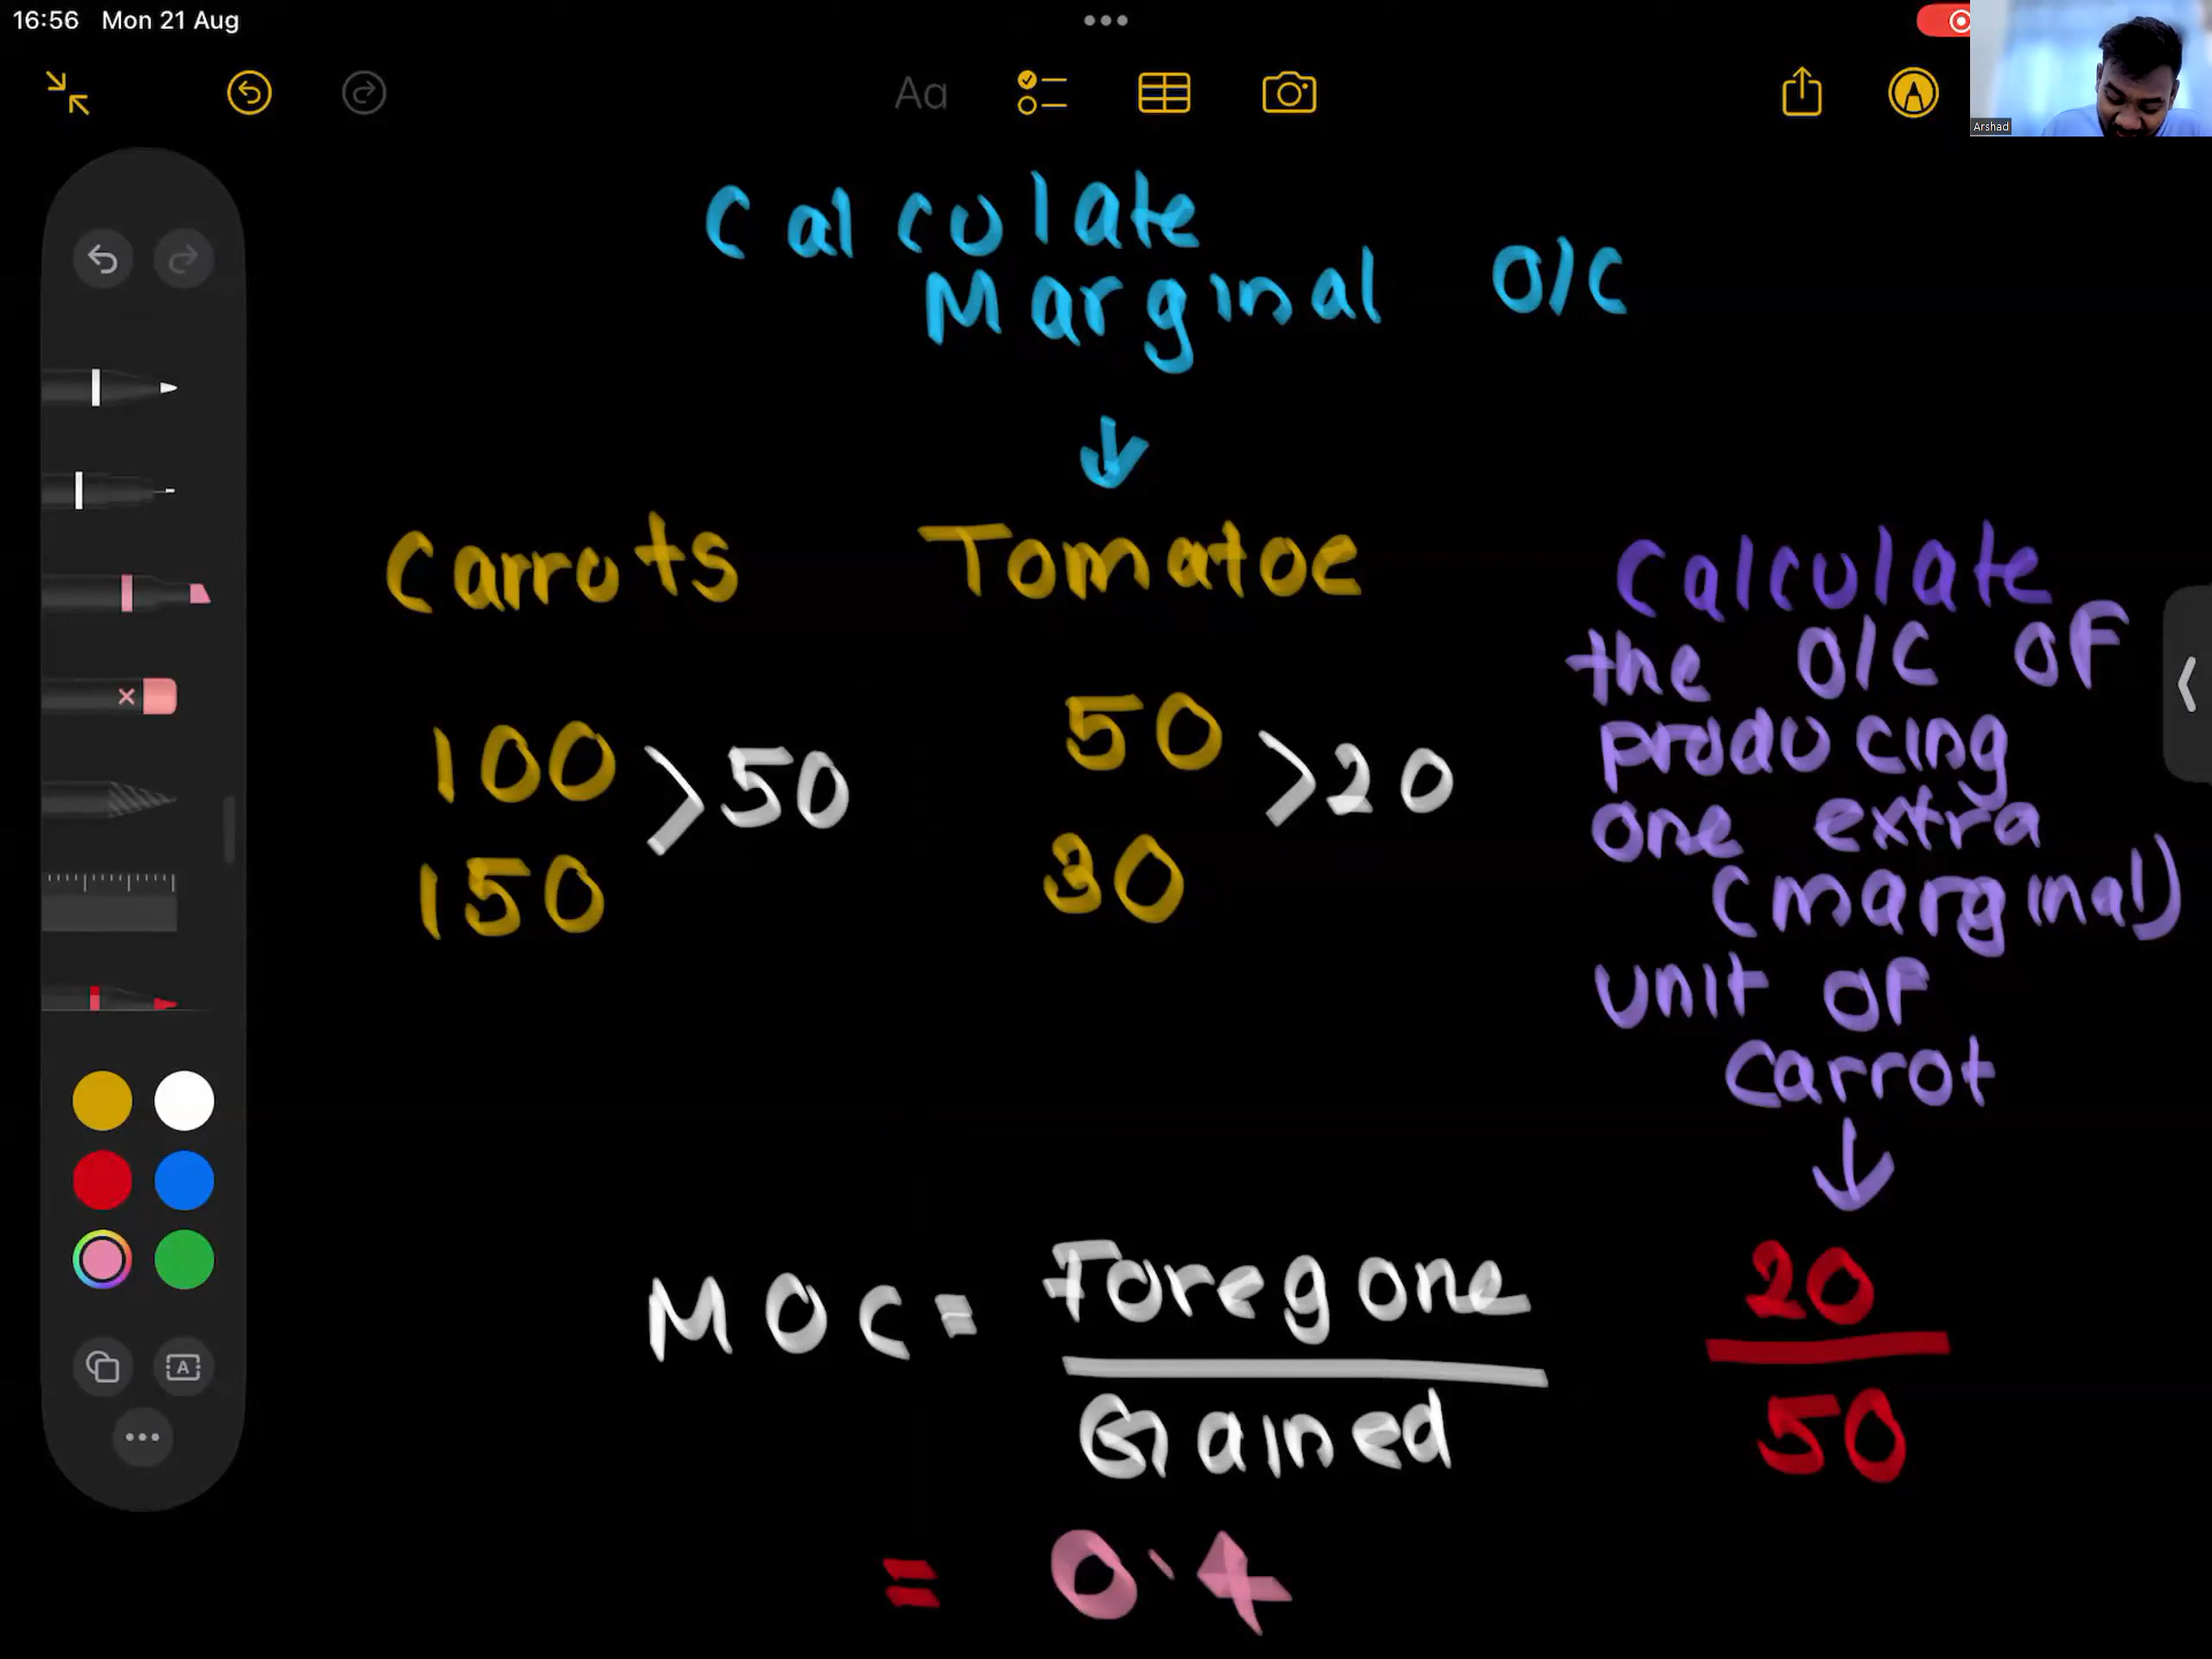 16:56 Mon 21 Aug
Aa
Arshad
Calculate
Marginal O/C
Carrots Tomatoe
100 >50 50 >20
150 30
Calculate
the O/C of
producing
one extra
(marginal)
unit of
Carrot
MOC = Foregone
Gained
20
50
= 0.4
A